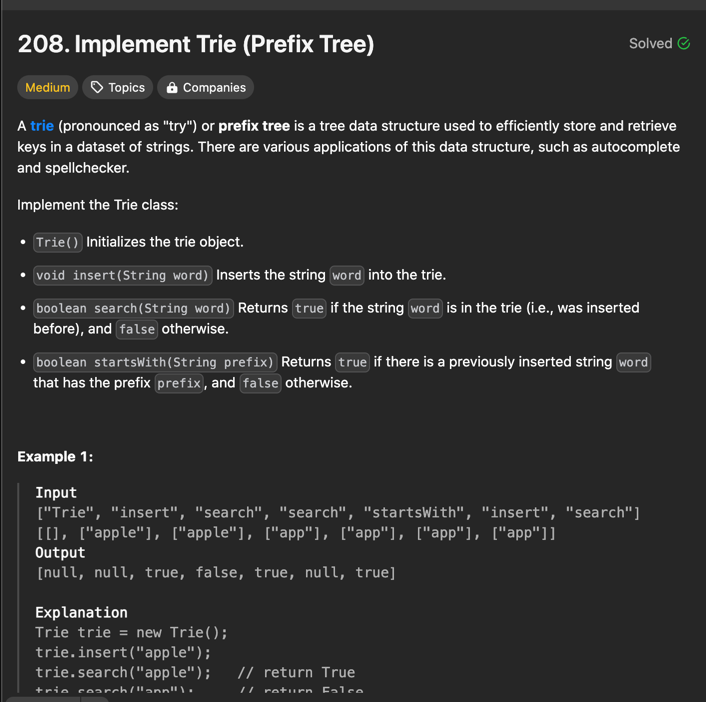 208. Implement Trie (Prefix Tree)
Solved
Medium
Topics
Companies
A trie (pronounced as "try") or prefix tree is a tree data structure used to efficiently store and retrieve
keys in a dataset of strings. There are various applications of this data structure, such as autocomplete
and spellchecker.
Implement the Trie class:
• Trie() Initializes the trie object.
• void insert(String word) Inserts the string word into the trie.
• boolean search(String word) Returns true if the string word is in the trie (i.e., was inserted
before), and false otherwise.
• boolean startsWith(String prefix) Returns true if there is a previously inserted string word
that has the prefix prefix, and false otherwise.
Example 1:
Input
["Trie", "insert", "search", "search", "startsWith", "insert", "search"]
[[], ["apple"], ["apple"], ["app"], ["app"], ["app"], ["app"]]
Output
[null, null, true, false, true, null, true]
Explanation
Trie trie = new Trie();
trie.insert("apple");
trie.search("apple");   // return True
trie.search("app");     // return False